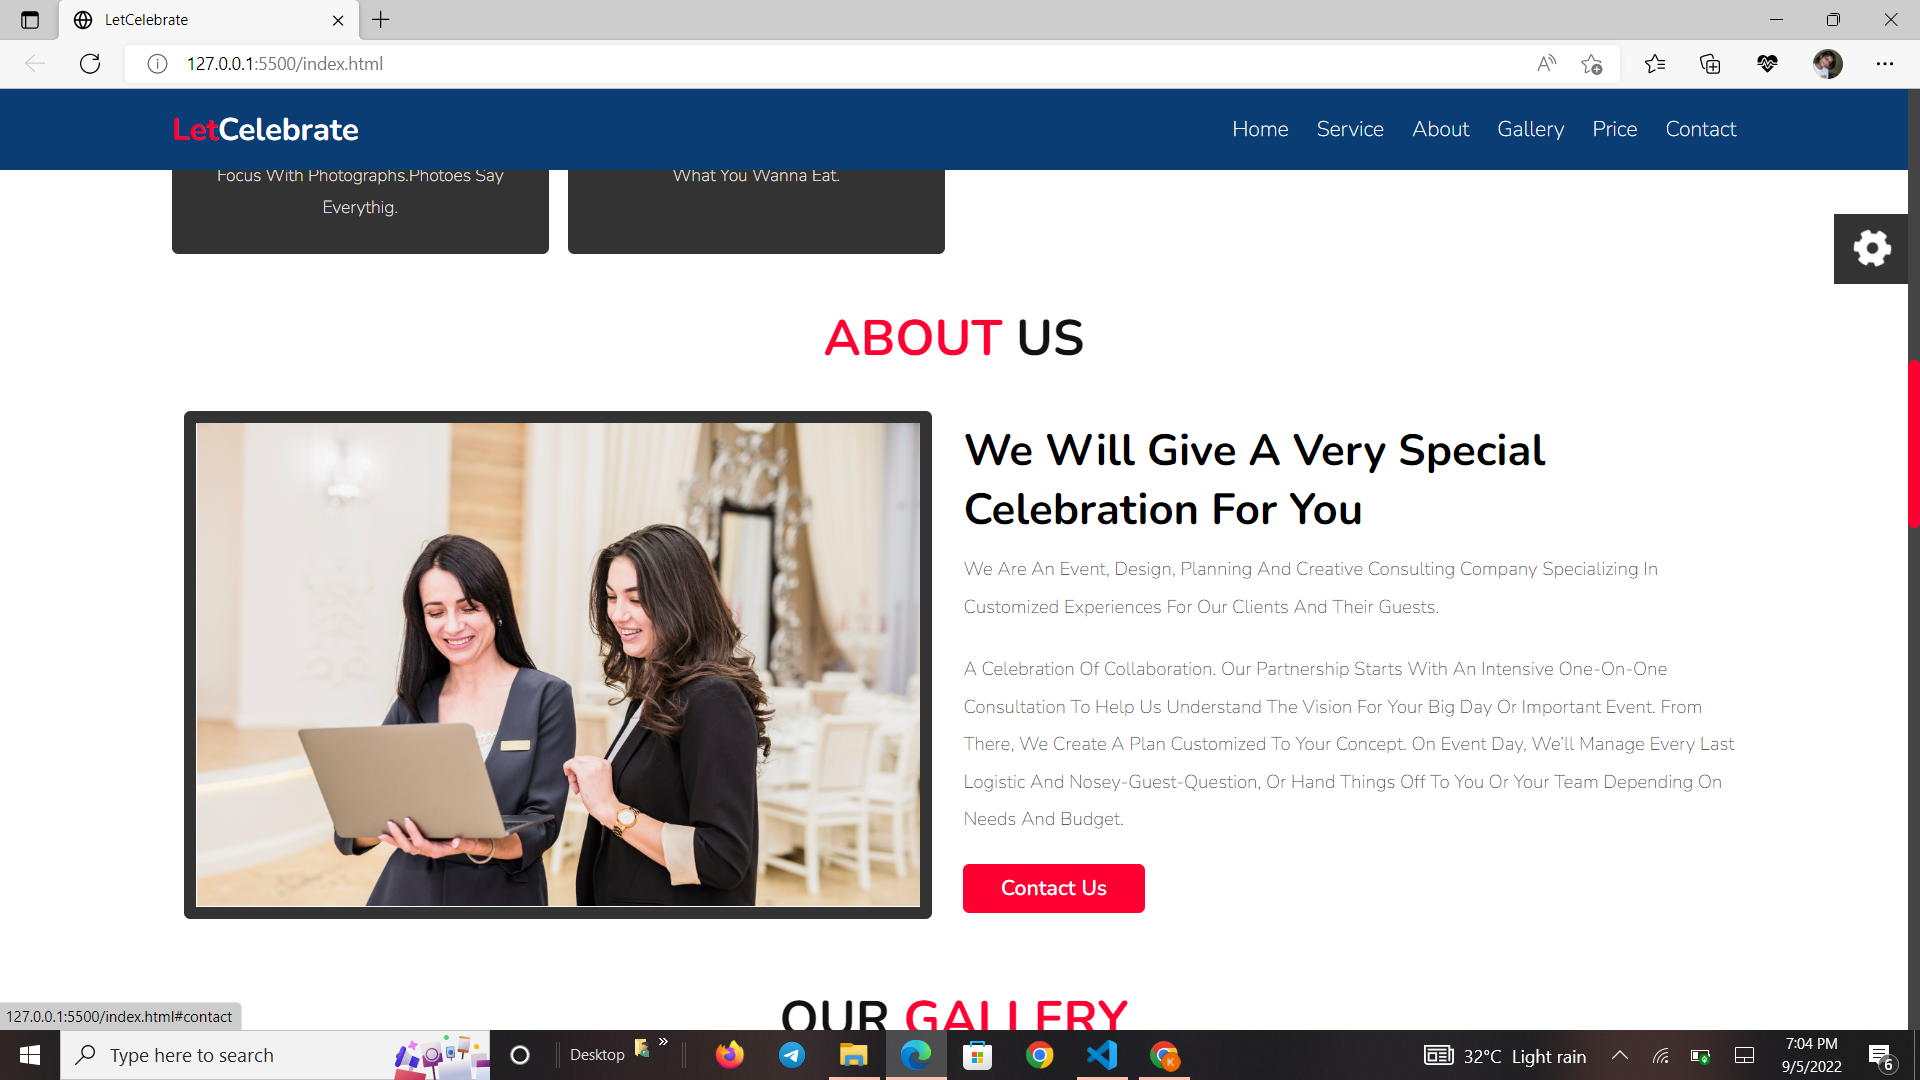 LetCelebrate
127.0.0.1:5500/index.html
LetCelebrate
Home Service About Gallery Price Contact
Focus With Photographs.Photoes Say
Everythig.
What You Wanna Eat.
ABOUT US
We Will Give A Very Special
Celebration For You
We Are An Event, Design, Planning And Creative Consulting Company Specializing In
Customized Experiences For Our Clients And Their Guests.
A Celebration Of Collaboration. Our Partnership Starts With An Intensive One-On-One
Consultation To Help Us Understand The Vision For Your Big Day Or Important Event. From
There, We Create A Plan Customized To Your Concept. On Event Day, We’ll Manage Every Last
Logistic And Nosey-Guest-Question, Or Hand Things Off To You Or Your Team Depending On
Needs And Budget.
Contact Us
OUR GALLERY
127.0.0.1:5500/index.html#contact
Type here to search
Desktop
32°C Light rain
7:04 PM
9/5/2022
6